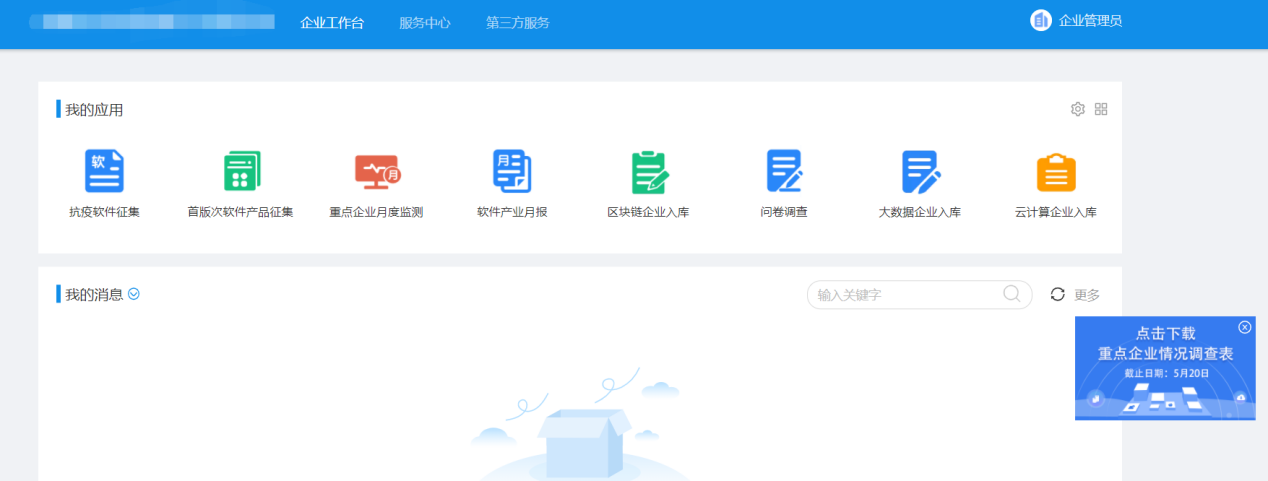 企业工作台 服务中心 第三方服务 企业管理员
我的应用
软 月 月
抗疫软件征集 首版次软件产品征集 重点企业月度监测 软件产业月报 区块链企业入库 问卷调查 大数据企业入库 云计算企业入库
我的消息 输入关键字 更多
点击下载
重点企业情况调查表
截止日期：5月20日